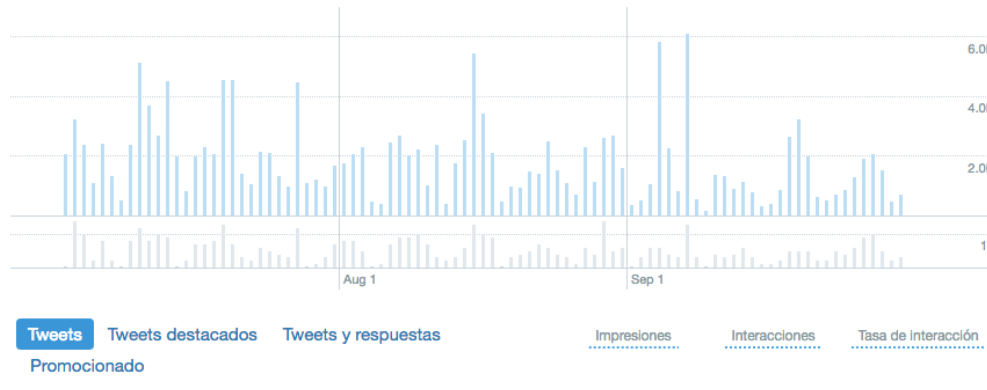 6.0
4.0
2.0
1
Aug 1
Sep 1
Tweets Tweets destacados Tweets y respuestas Impresiones Interacciones Tasa de interacción
Promocionado